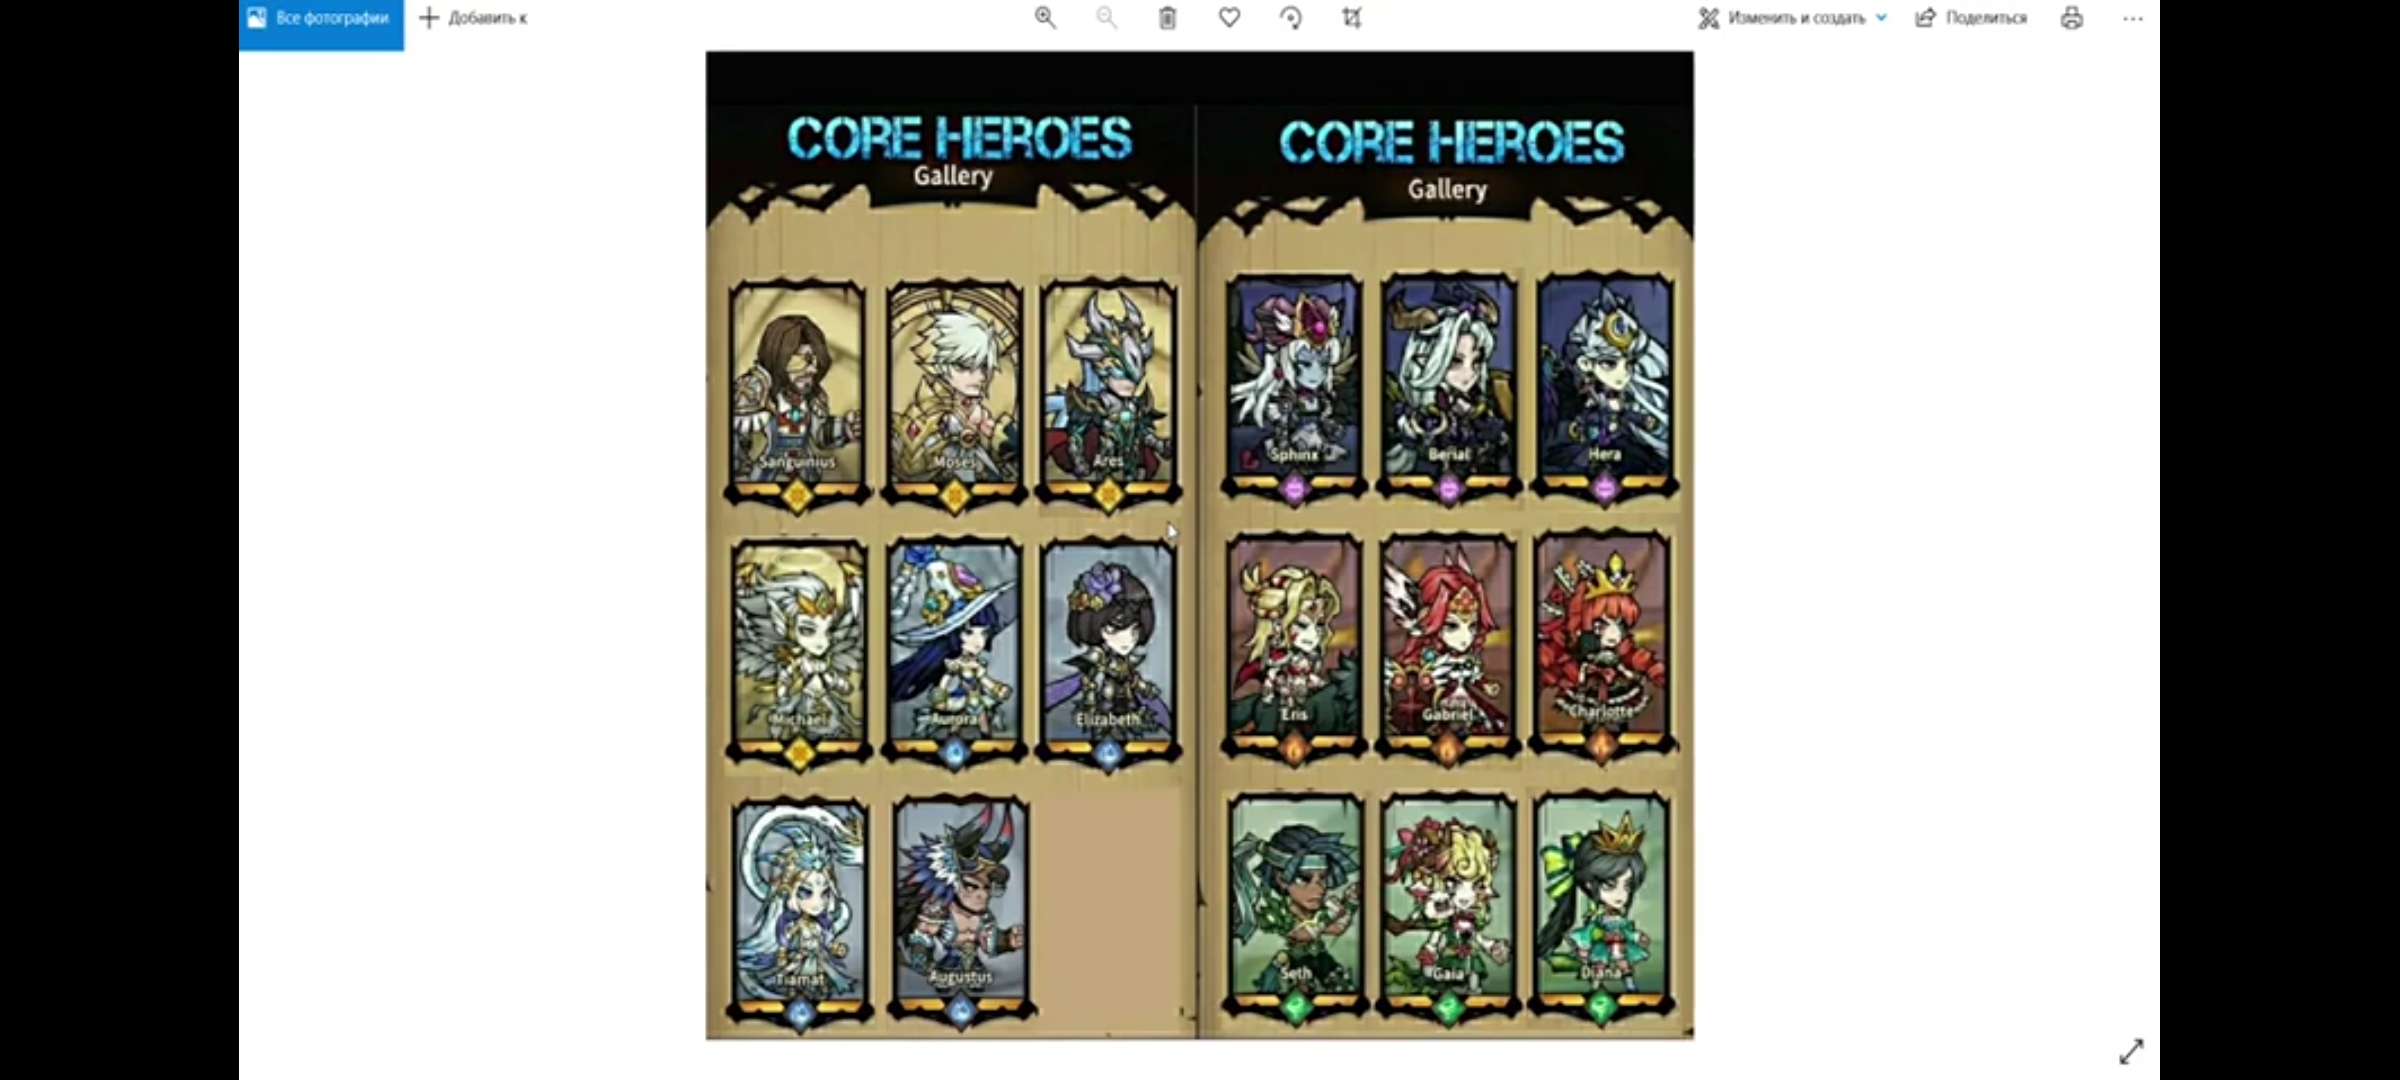 Все фотографии
Добавить к
Изменить и создать
Поделиться
CORE HEROES
Gallery
Sanguinius
Moses
Ares
Michael
Aurora
Elizabeth
Tiamat
Augustus
CORE HEROES
Gallery
Sphinx
Berial
Hera
Eris
Gabriel
Charlotte
Seth
Gaia
Diana